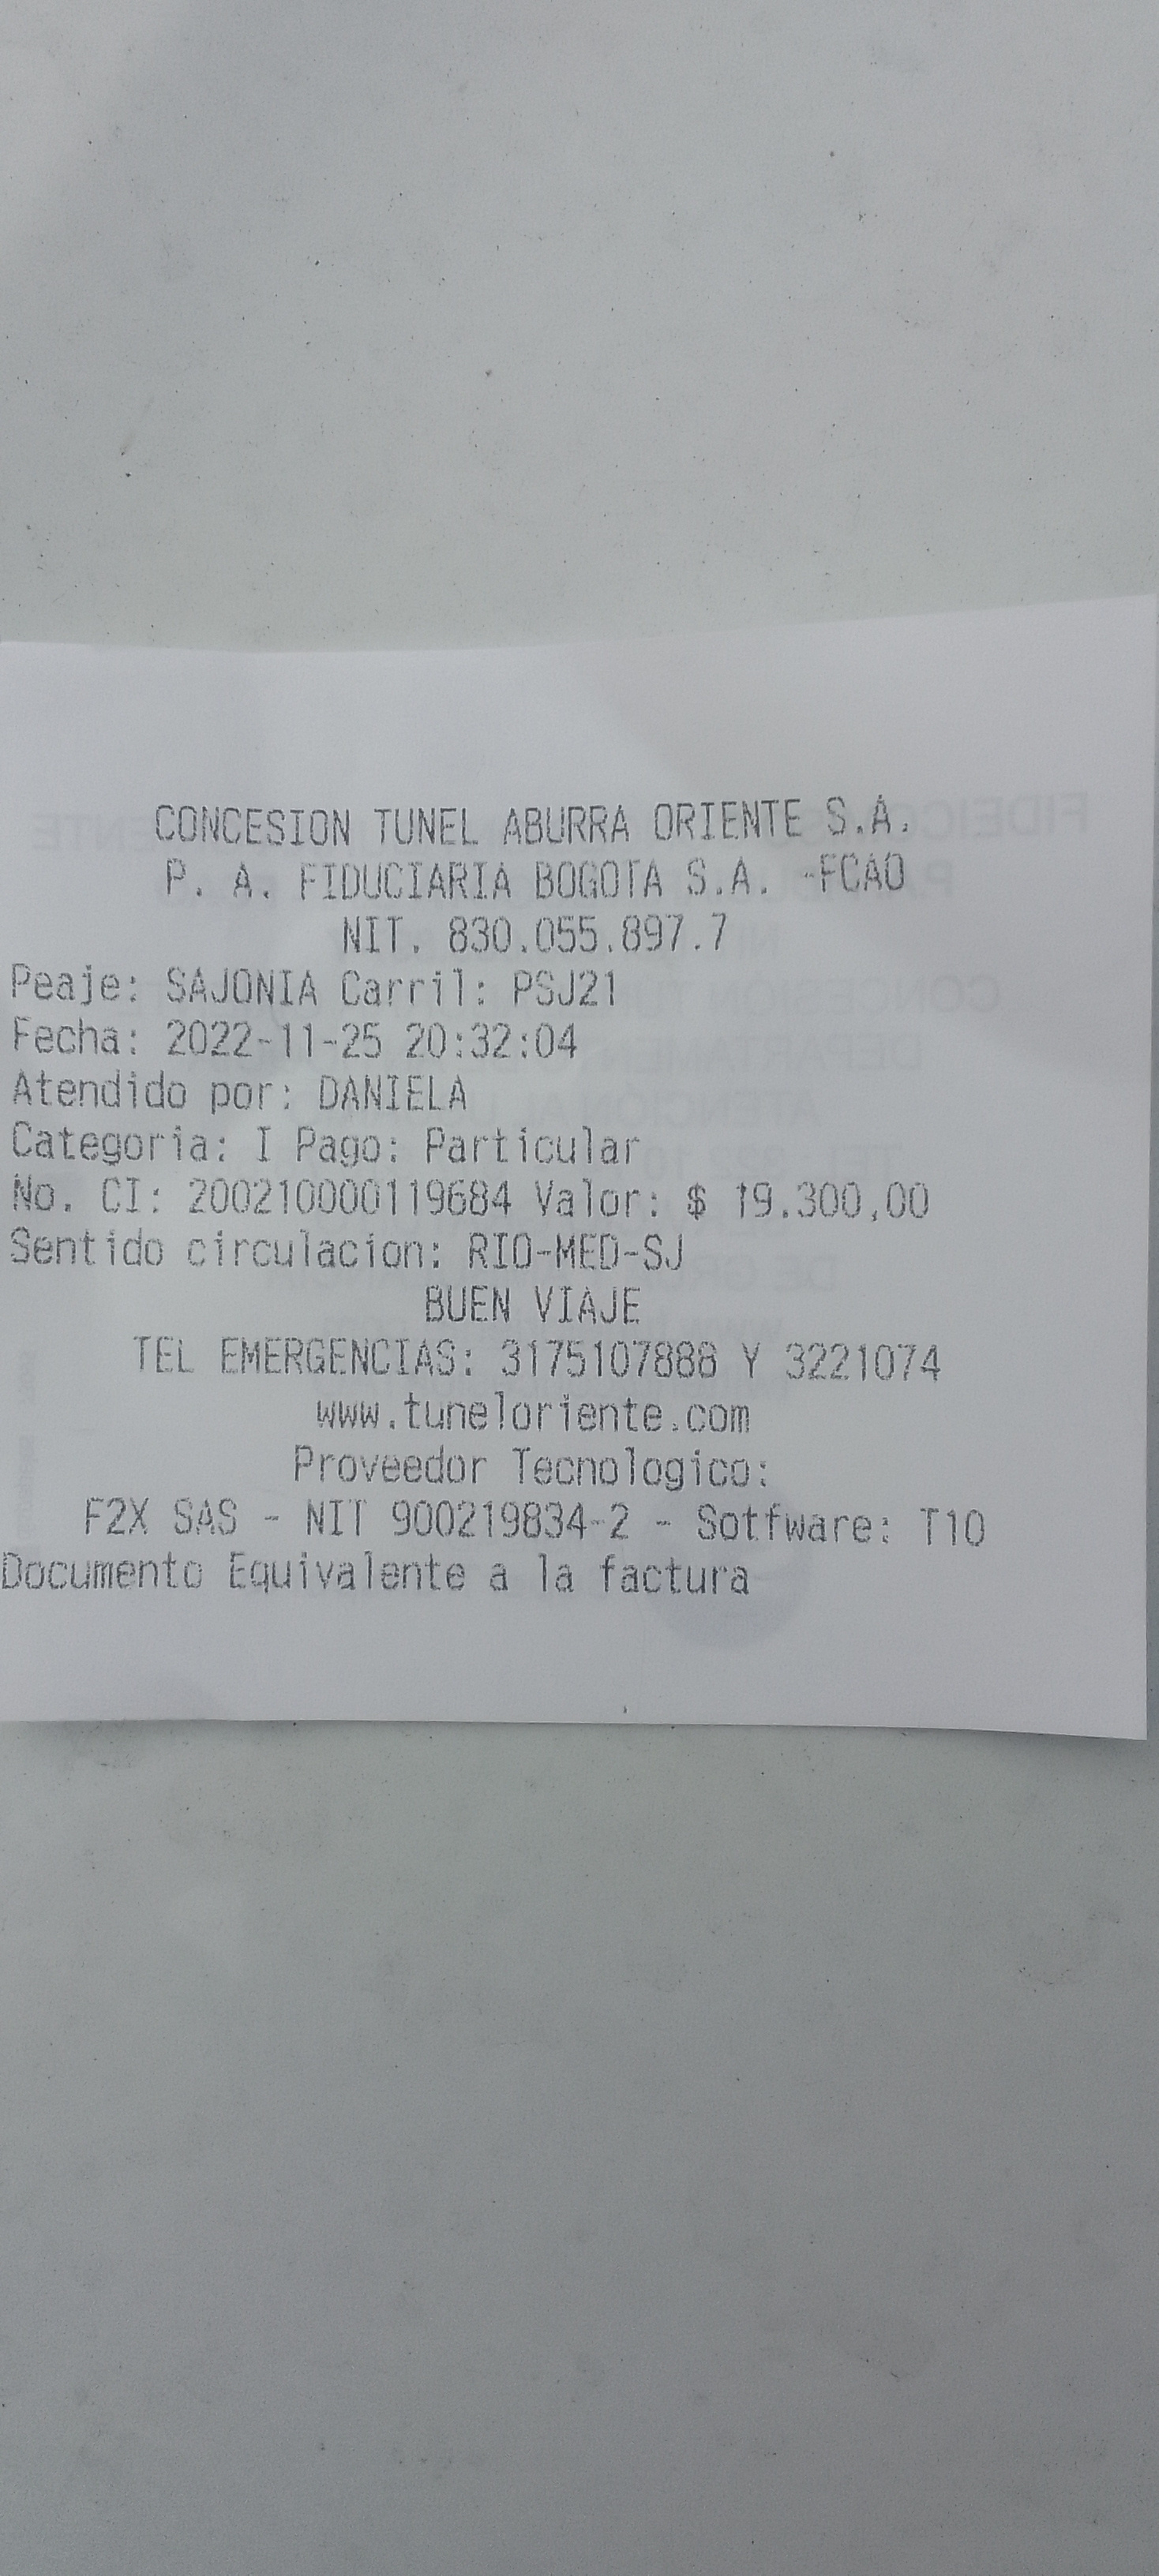 CONCESION TUNEL ABURRA ORIENTE S.A.
P. A. FIDUCIARIA BOGOTA S.A. -FCAO
NIT. 830.055.897.7
Peaje: SAJONIA Carril: PSJ21
Fecha: 2022-11-25 20:32:04
Atendido por: DANIELA
Categoria: I Pago: Particular
No. CI: 200210000119684 Valor: $ 19.300,00
Sentido circulacion: RIO-MED-SJ
BUEN VIAJE
TEL EMERGENCIAS: 3175107888 Y 3221074
www.tuneloriente.com
Proveedor Tecnologico:
F2X SAS - NIT 900219834-2 - Sotfware: T10
Documento Equivalente a la factura